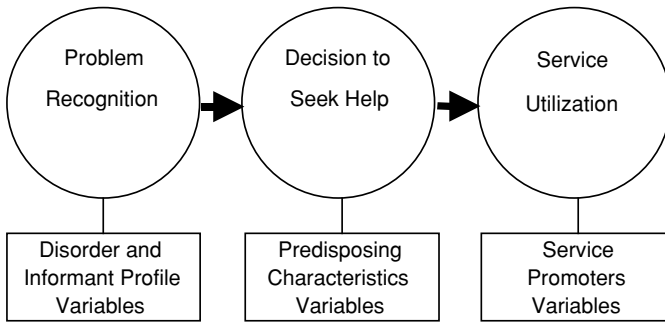 Problem
Recognition
Decision to
Seek Help
Service
Utilization
Disorder and
Informant Profile
Variables
Predisposing
Characteristics
Variables
Service
Promoters
Variables